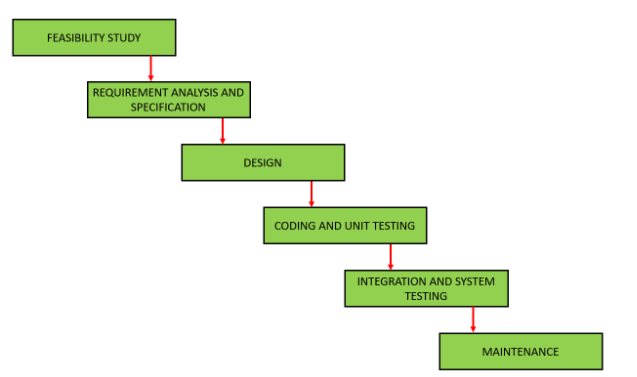 FEASIBILITY STUDY
REQUIREMENT ANALYSIS AND
SPECIFICATION
DESIGN
CODING AND UNIT TESTING
INTEGRATION AND SYSTEM
TESTING
MAINTENANCE